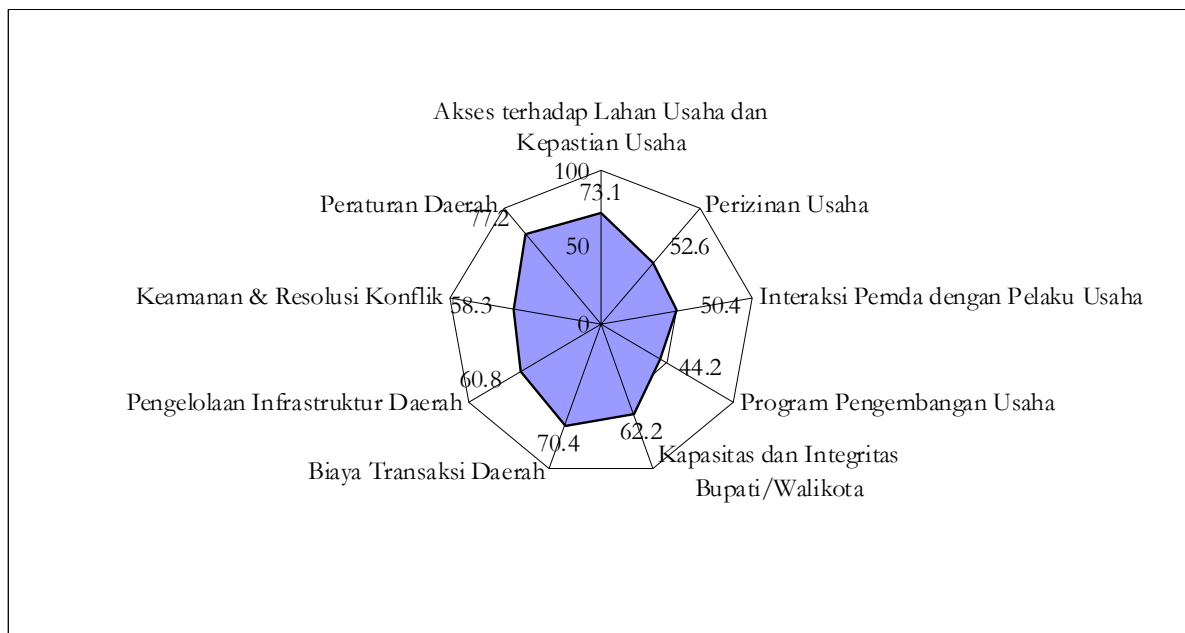 Akses terhadap Lahan Usaha dan
Kepastian Usaha
100
73.1
Peraturan Daerah
77.2
Perizinan Usaha
52.6
50
Keamanan & Resolusi Konflik
58.3
50.4
Interaksi Pemda dengan Pelaku Usaha
0
60.8
44.2
Pengelolaan Infrastruktur Daerah
Program Pengembangan Usaha
70.4
62.2
Biaya Transaksi Daerah
Kapasitas dan Integritas
Bupati/Walikota